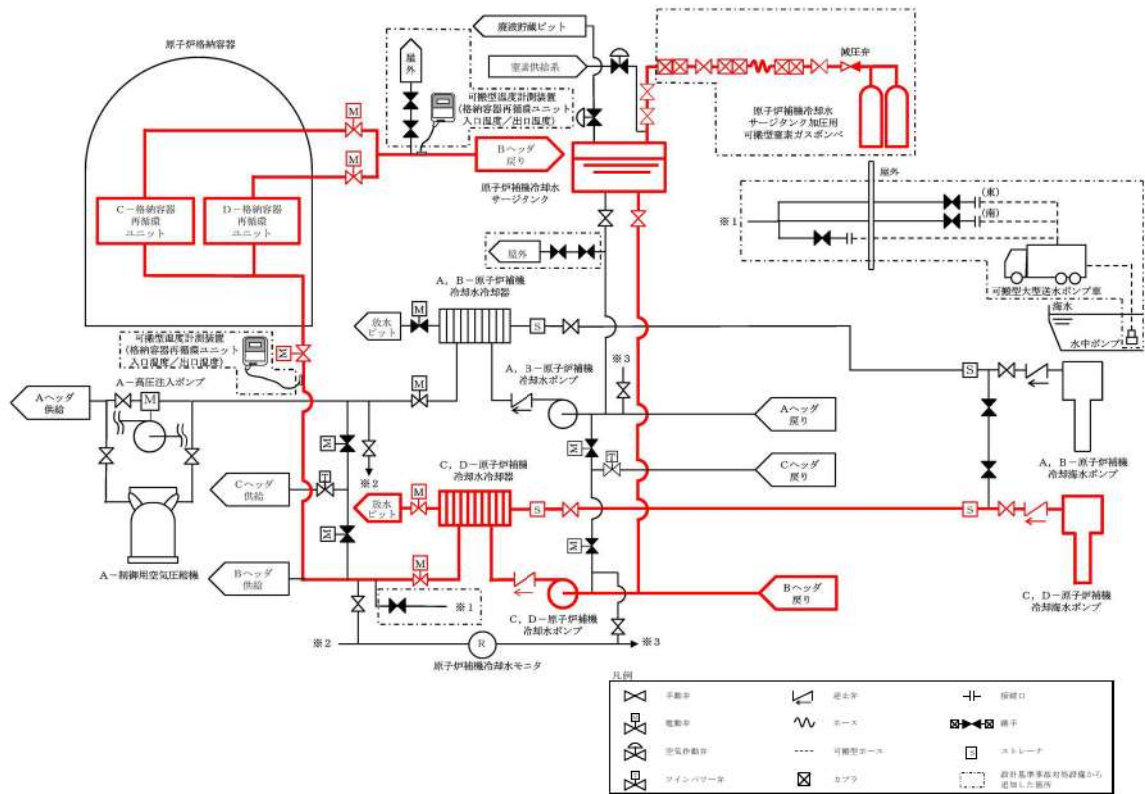 原子炉格納容器
屋
外
可搬型温度計測装置
(格納容器再循環ユニット
入口温度/出口温度)
廃液貯蔵ピット
窒素供給系
減圧弁
原子炉補機冷却水
サージタンク加圧用
可搬型窒素ガスボンベ
M
M
Bヘッダ
戻り
原子炉補機冷却水
サージタンク
C-格納容器
再循環
ユニット
D-格納容器
再循環
ユニット
屋外
(東)
(南)
※1
可搬型大型送水ポンプ車
海水
水中ポンプ
屋外
A,B-原子炉補機
冷却水冷却器
放水
ピット
M
S
可搬型温度計測装置
(格納容器再循環ユニット
入口温度/出口温度)
M
A-高圧注入ポンプ
Aヘッダ
供給
M
M
A,B-原子炉補機
冷却水ポンプ
※3
S
Aヘッダ
戻り
A,B-原子炉補機
冷却海水ポンプ
M
M
Cヘッダ
供給
T
※2
C,D-原子炉補機
冷却水冷却器
T
Cヘッダ
戻り
放水
ピット
M
S
S
M
M
A-制御用空気圧縮機
Bヘッダ
供給
M
C,D-原子炉補機
冷却水ポンプ
Bヘッダ
戻り
C,D-原子炉補機
冷却海水ポンプ
※1
※2
R
※3
原子炉補機冷却水モニタ
凡例
手動弁
逆止弁
接続口
電動弁
ホース
継手
空気作動弁
可搬型ホース
S
ストレーナ
ツインパワー弁
カプラ
設計基準事故対処設備から
追加した箇所